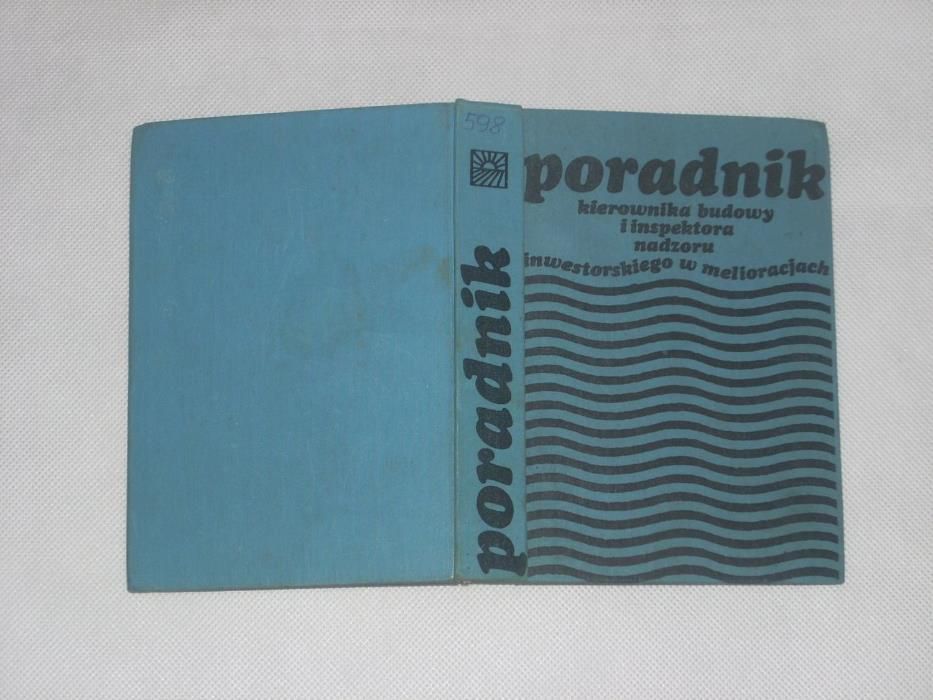 598
poradnik
poradnik
kierownika budowy
i inspektora
nadzoru
inwestorskiego w melioracjach